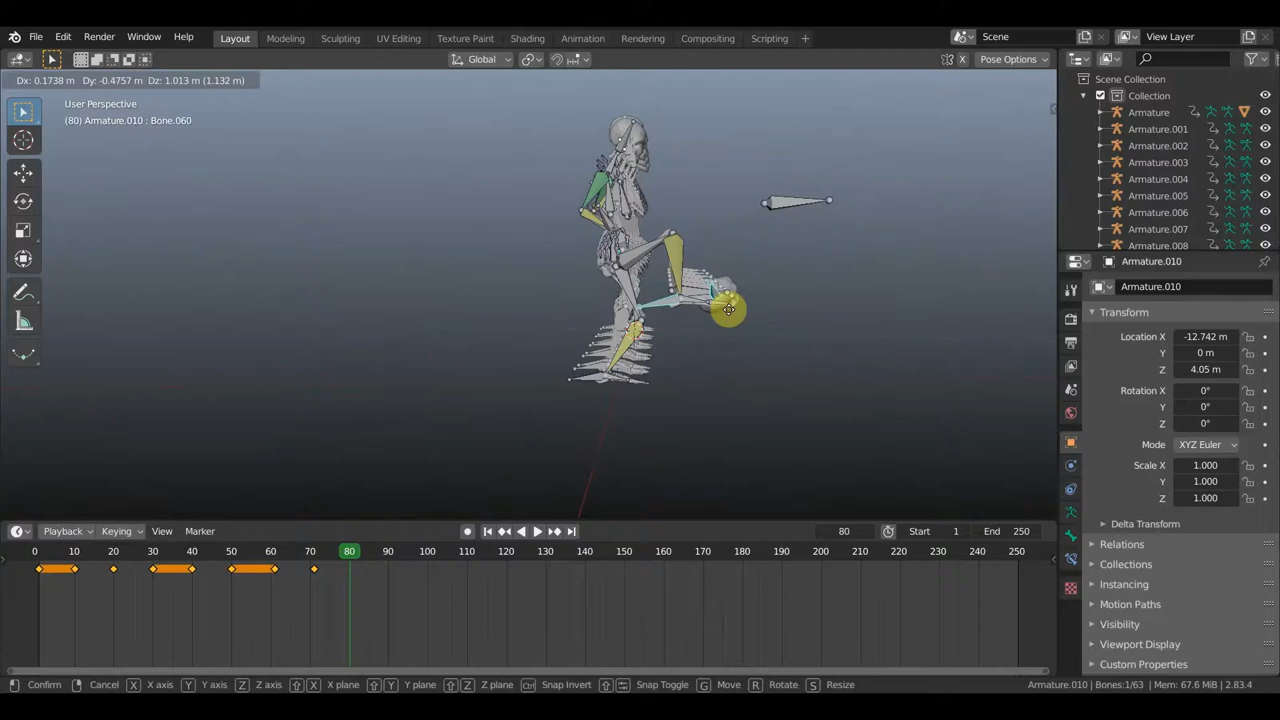 File Edit Render Window Help Layout Modeling Sculpting UV Editing Texture Paint Shading Animation Rendering Compositing Scripting + Scene View Layer
Global X Pose Options
Dx: 0.1738 m Dy: -0.4757 m Dz: 1.013 m (1.132 m)
User Perspective
(80) Armature.010 : Bone.060
Scene Collection
Collection
Armature
Armature.001
Armature.002
Armature.003
Armature.004
Armature.005
Armature.006
Armature.007
Armature.008
Armature.010
Armature.010
Transform
Location X -12.742 m
Y 0 m
Z 4.05 m
Rotation X 0°
Y 0°
Z 0°
Mode XYZ Euler
Scale X 1.000
Y 1.000
Z 1.000
Delta Transform
Relations
Collections
Instancing
Motion Paths
Visibility
Viewport Display
Custom Properties
Playback Keying View Marker 80 Start 1 End 250
0 10 20 30 40 50 60 70 80 90 100 110 120 130 140 150 160 170 180 190 200 210 220 230 240 250
Confirm Cancel X X axis Y Y axis Z Z axis X X plane Y Y plane Z Z plane Ctrl Snap Invert Snap Toggle G Move R Rotate S Resize Armature.010 | Bones:1/63 | Mem: 67.6 MiB | 2.83.4